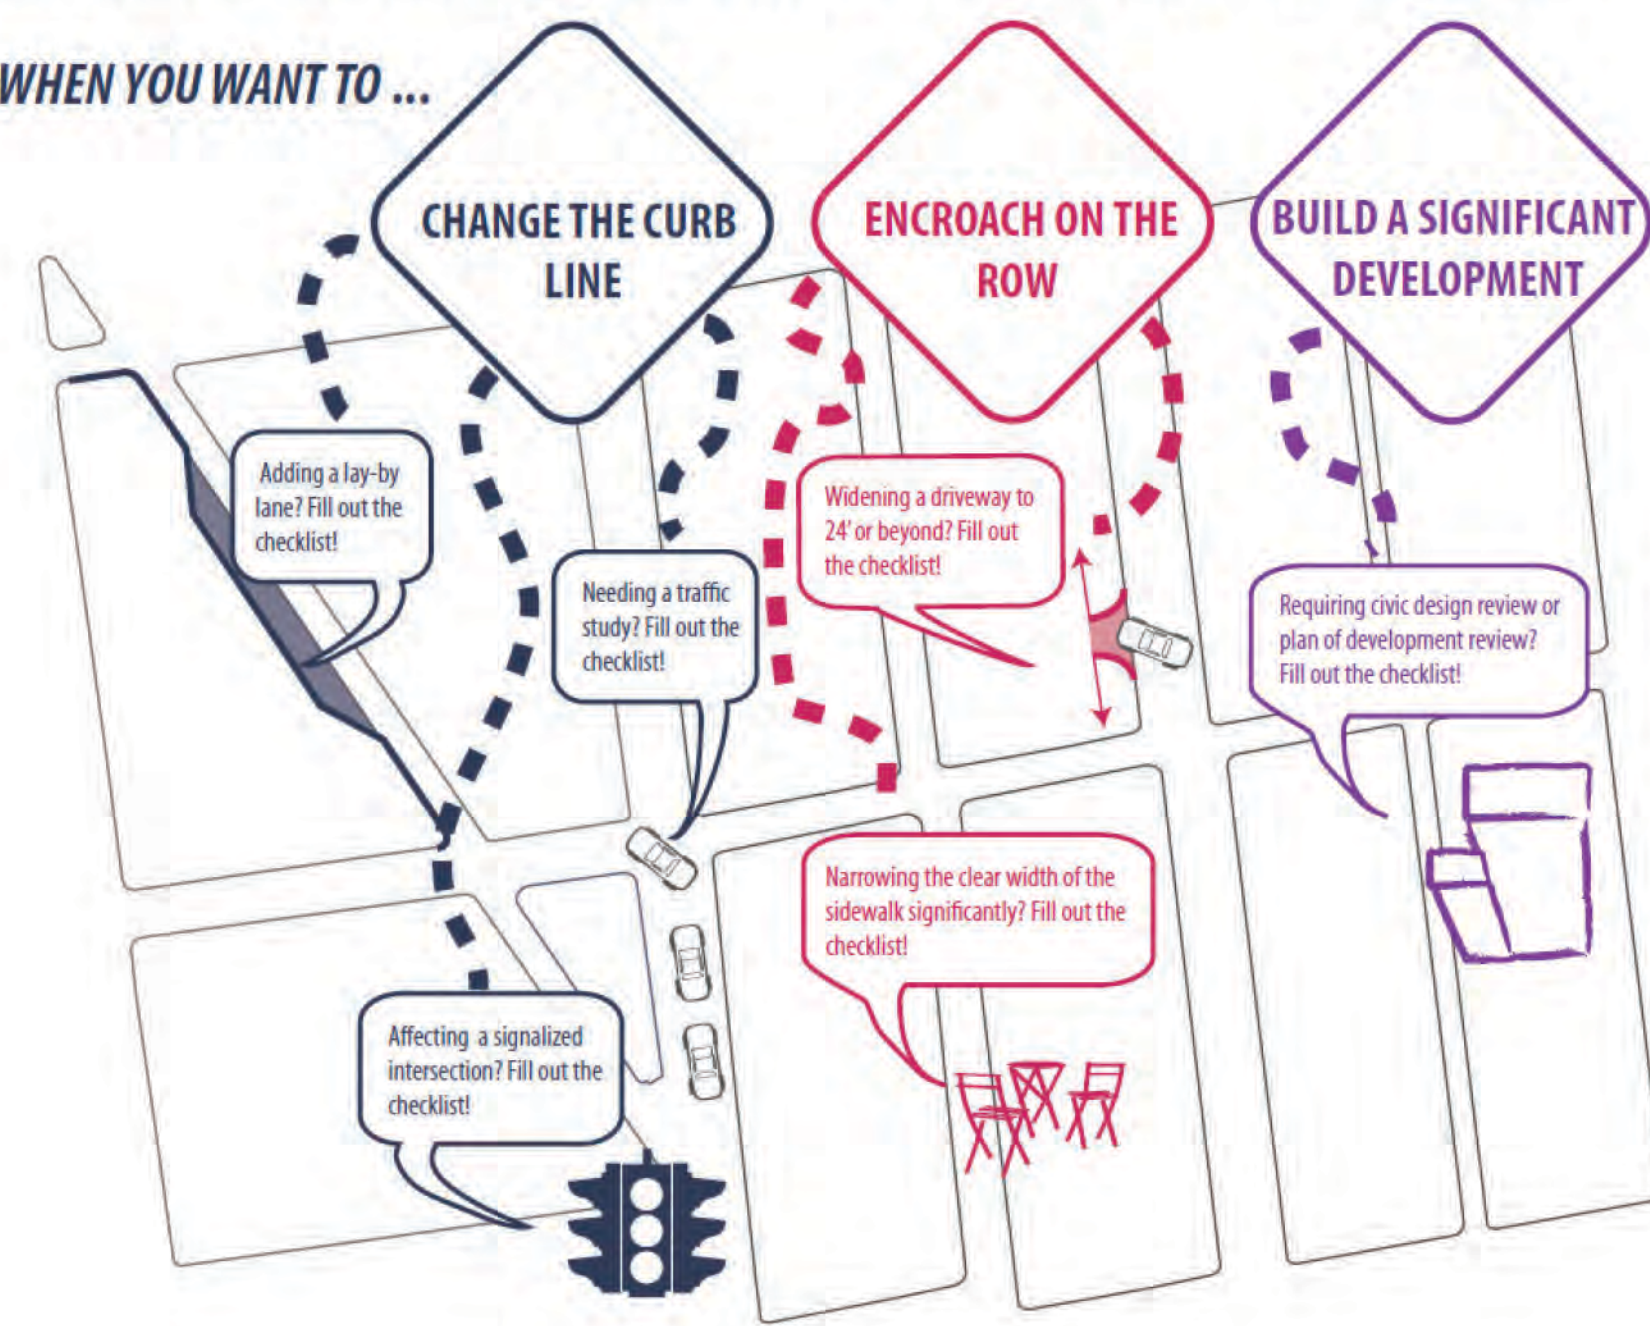 WHEN YOU WANT TO ...
CHANGE THE CURB
LINE
ENCROACH ON THE
ROW
BUILD A SIGNIFICANT
DEVELOPMENT
Adding a lay-by
lane? Fill out the
checklist!
Needing a traffic
study? Fill out the
checklist!
Affecting a signalized
intersection? Fill out the
checklist!
Widening a driveway to
24' or beyond? Fill out
the checklist!
Narrowing the clear width of the
sidewalk significantly? Fill out the
checklist!
Requiring civic design review or
plan of development review?
Fill out the checklist!